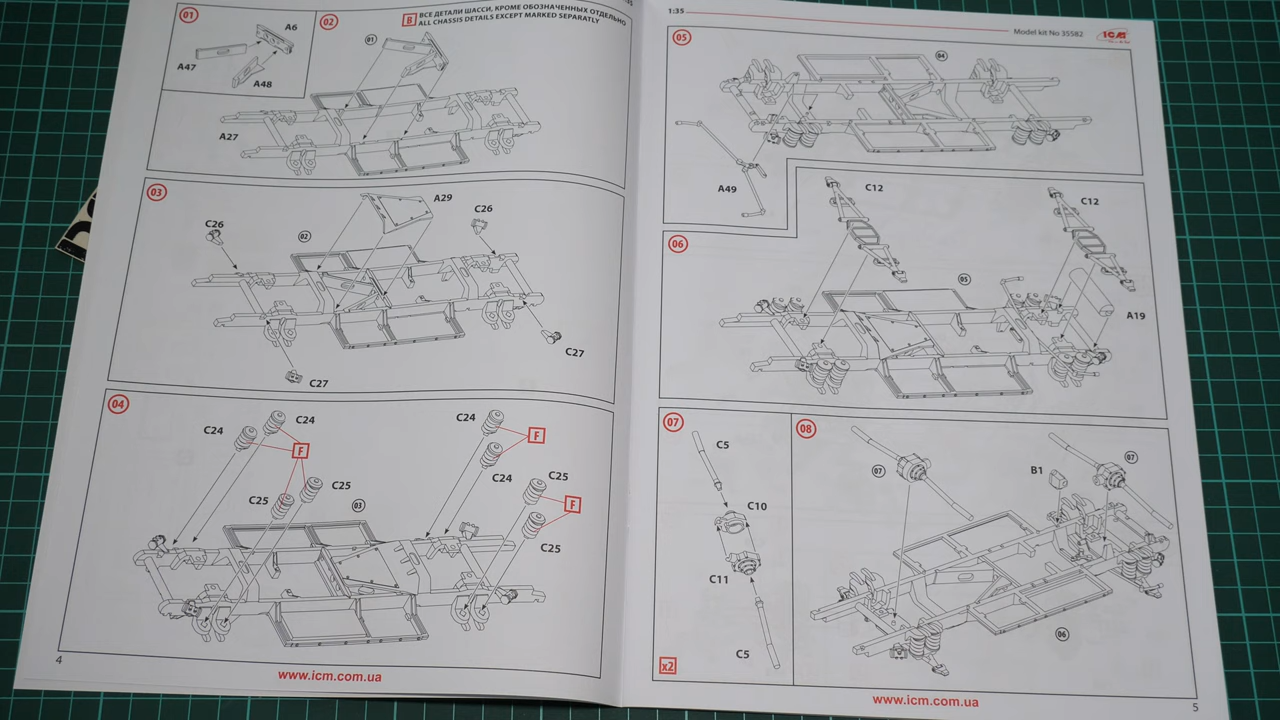 01
A6
A47
A48
02
B ВСЕ ДЕТАЛИ ШАССИ, КРОМЕ ОБОЗНАЧЕННЫХ ОТДЕЛЬНО
ALL CHASSIS DETAILS EXCEPT MARKED SEPARATLY
01
A27
03
A29
C26
C26
02
C27
C27
04
C24
C24
F
C25
C25
03
C24
F
C24
C25
F
C25
4
www.icm.com.ua
1:35
Model kit No 35582
ICM
05
04
A49
06
C12
C12
05
A19
07
C5
C10
C11
C5
x2
08
07
B1
07
06
www.icm.com.ua
5